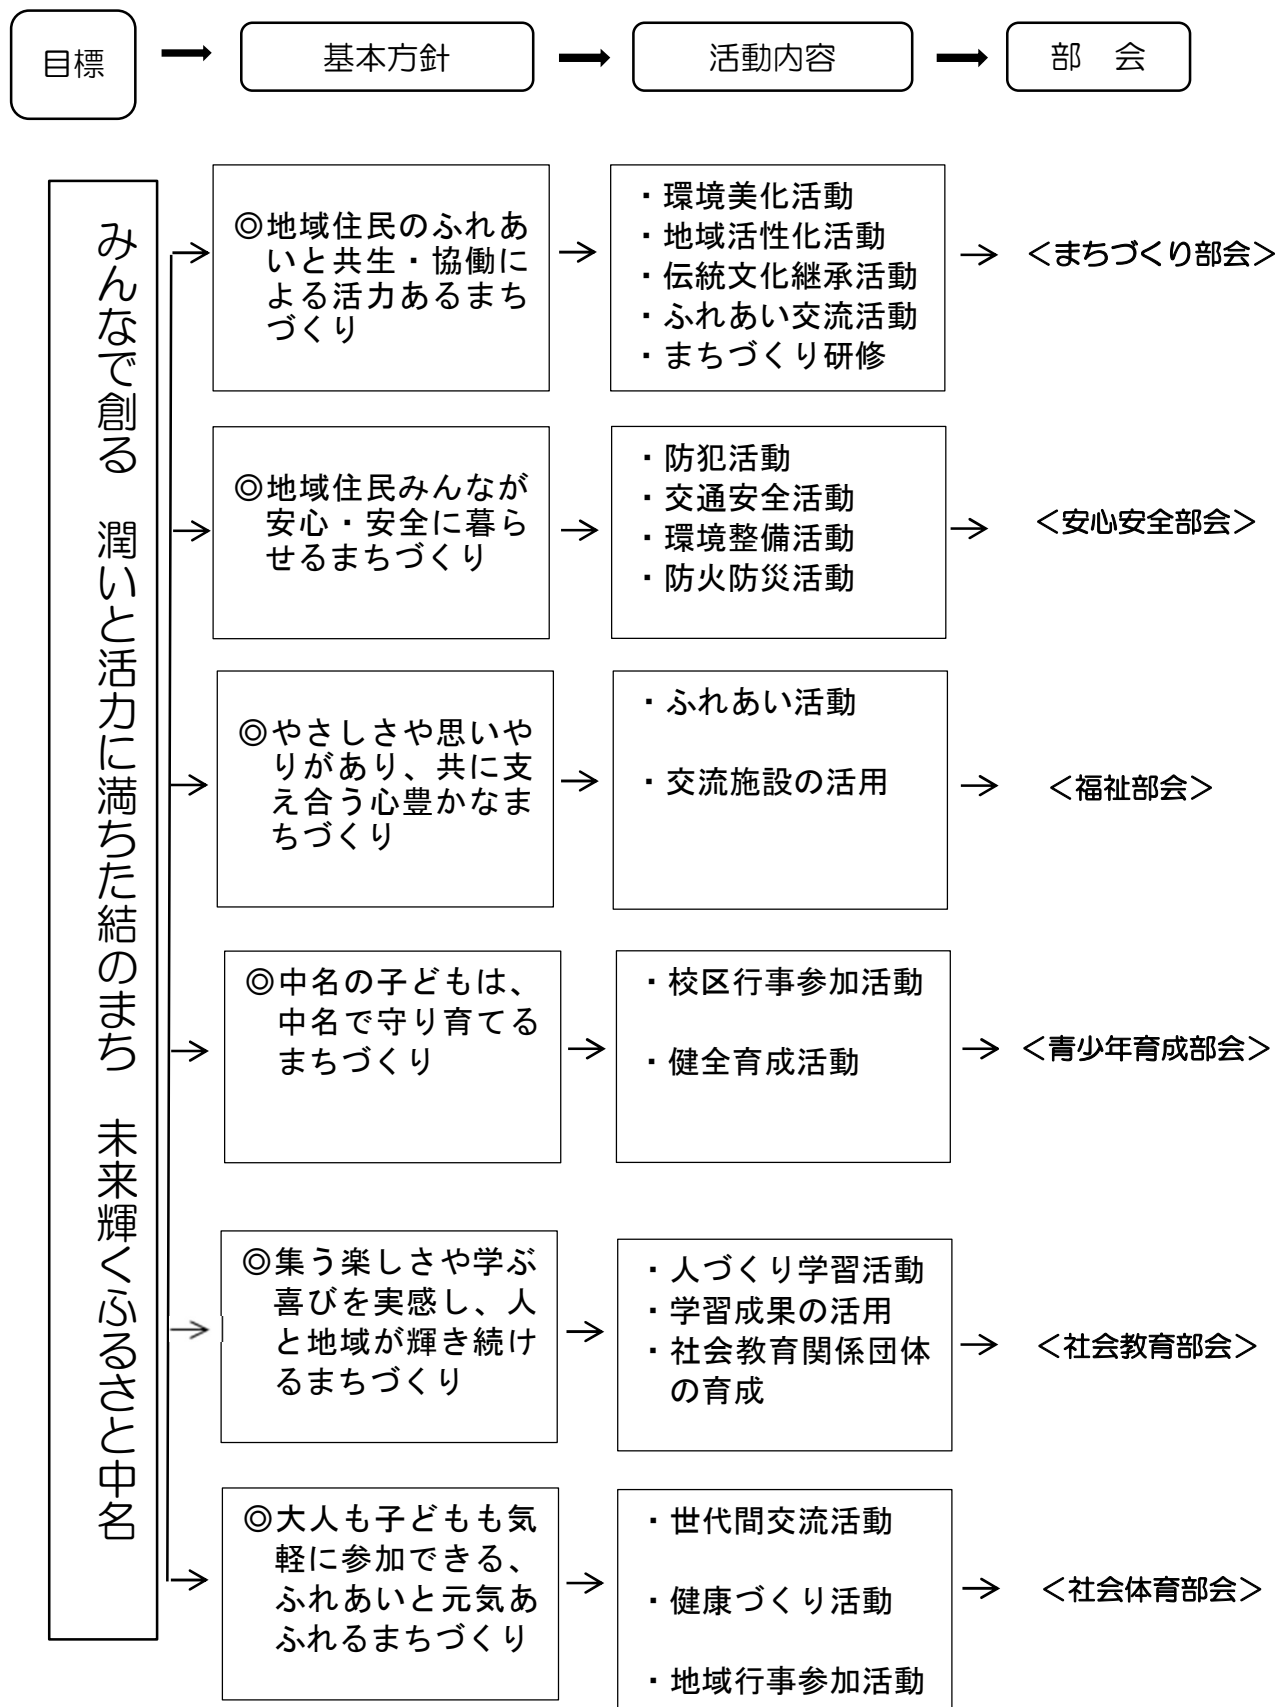 目標
基本方針
活動内容
部　会
みんなで創る　潤いと活力に満ちた結のまち　未来輝くふるさと中名
◎地域住民のふれあ
いと共生・協働に
よる活力あるまち
づくり
・環境美化活動
・地域活性化活動
・伝統文化継承活動
・ふれあい交流活動
・まちづくり研修
＜まちづくり部会＞
◎地域住民みんなが
安心・安全に暮ら
せるまちづくり
・防犯活動
・交通安全活動
・環境整備活動
・防火防災活動
＜安心安全部会＞
◎やさしさや思いや
りがあり、共に支
え合う心豊かなま
ちづくり
・ふれあい活動
・交流施設の活用
＜福祉部会＞
◎中名の子どもは、
中名で守り育てる
まちづくり
・校区行事参加活動
・健全育成活動
＜青少年育成部会＞
◎集う楽しさや学ぶ
喜びを実感し、人
と地域が輝き続け
るまちづくり
・人づくり学習活動
・学習成果の活用
・社会教育関係団体
の育成
＜社会教育部会＞
◎大人も子どもも気
軽に参加できる、
ふれあいと元気あ
ふれるまちづくり
・世代間交流活動
・健康づくり活動
・地域行事参加活動
＜社会体育部会＞